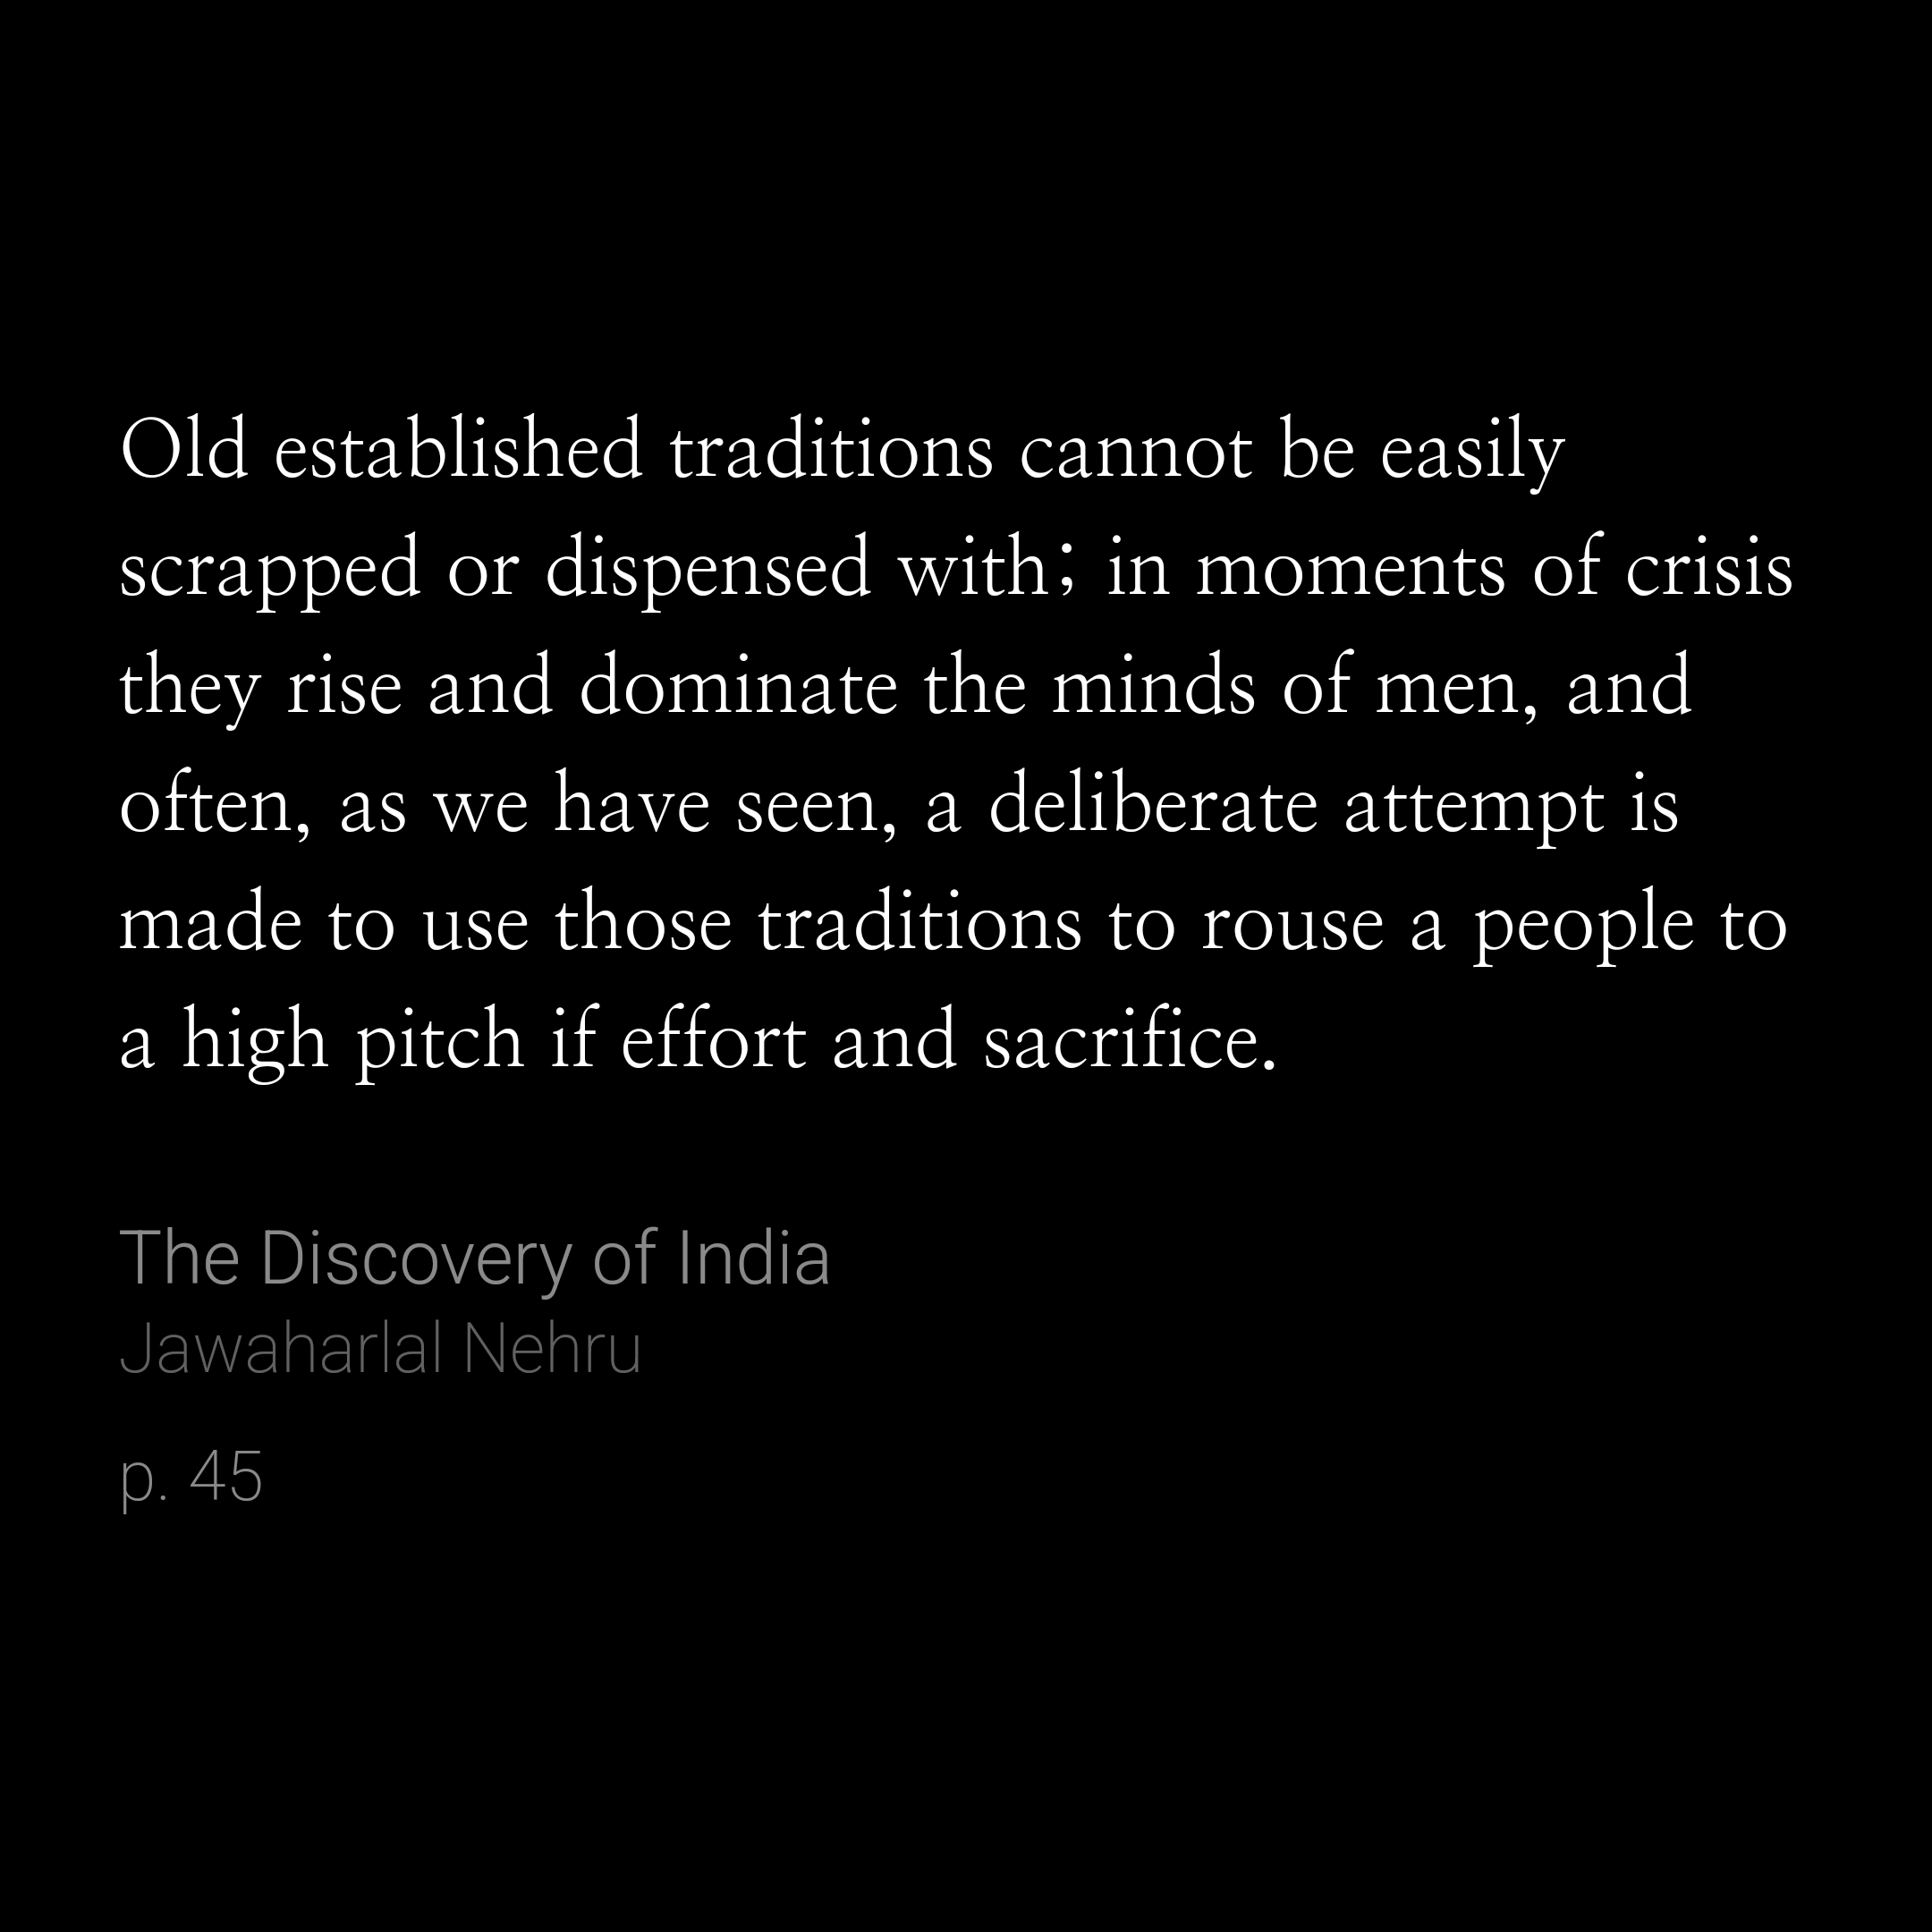 Old established traditions cannot be easily
scrapped or dispensed with; in moments of crisis
they rise and dominate the minds of men, and
often, as we have seen, a deliberate attempt is
made to use those traditions to rouse a people to
a high pitch if effort and sacrifice.
The Discovery of India
Jawaharlal Nehru
p. 45